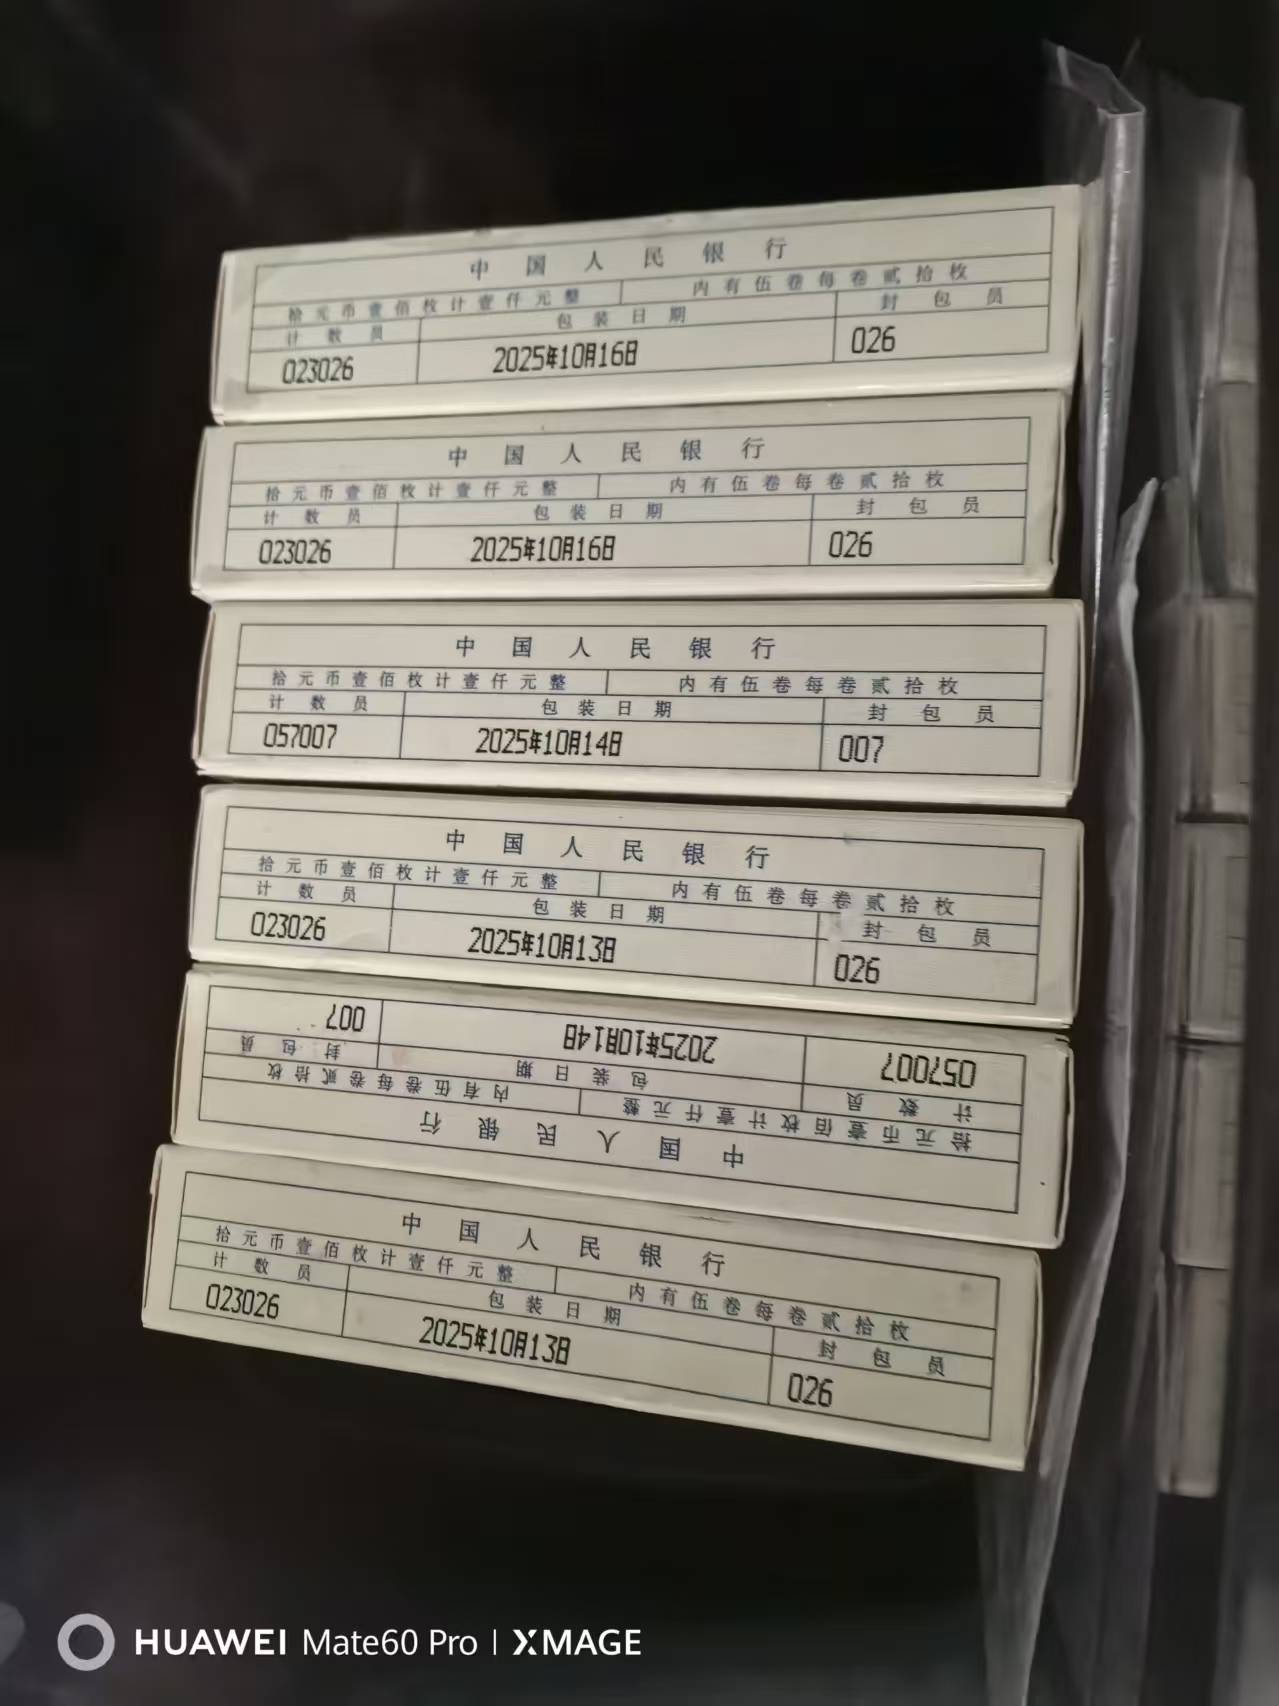 中国人民银行
拾元币壹佰枚计壹仟元整 内有伍卷每卷贰拾枚
计数员 包装日期 封包员
023026 2025年10月16日 026
中国人民银行
拾元币壹佰枚计壹仟元整 内有伍卷每卷贰拾枚
计数员 包装日期 封包员
023026 2025年10月16日 026
中国人民银行
拾元币壹佰枚计壹仟元整 内有伍卷每卷贰拾枚
计数员 包装日期 封包员
057007 2025年10月14日 007
中国人民银行
拾元币壹佰枚计壹仟元整 内有伍卷每卷贰拾枚
计数员 包装日期 封包员
023026 2025年10月13日 026
中国人民银行
拾元币壹佰枚计壹仟元整 内有伍卷每卷贰拾枚
计数员 包装日期 封包员
057007 2025年10月14日 007
中国人民银行
拾元币壹佰枚计壹仟元整 内有伍卷每卷贰拾枚
计数员 包装日期 封包员
023026 2025年10月13日 026
HUAWEI Mate60 Pro | XMAGE